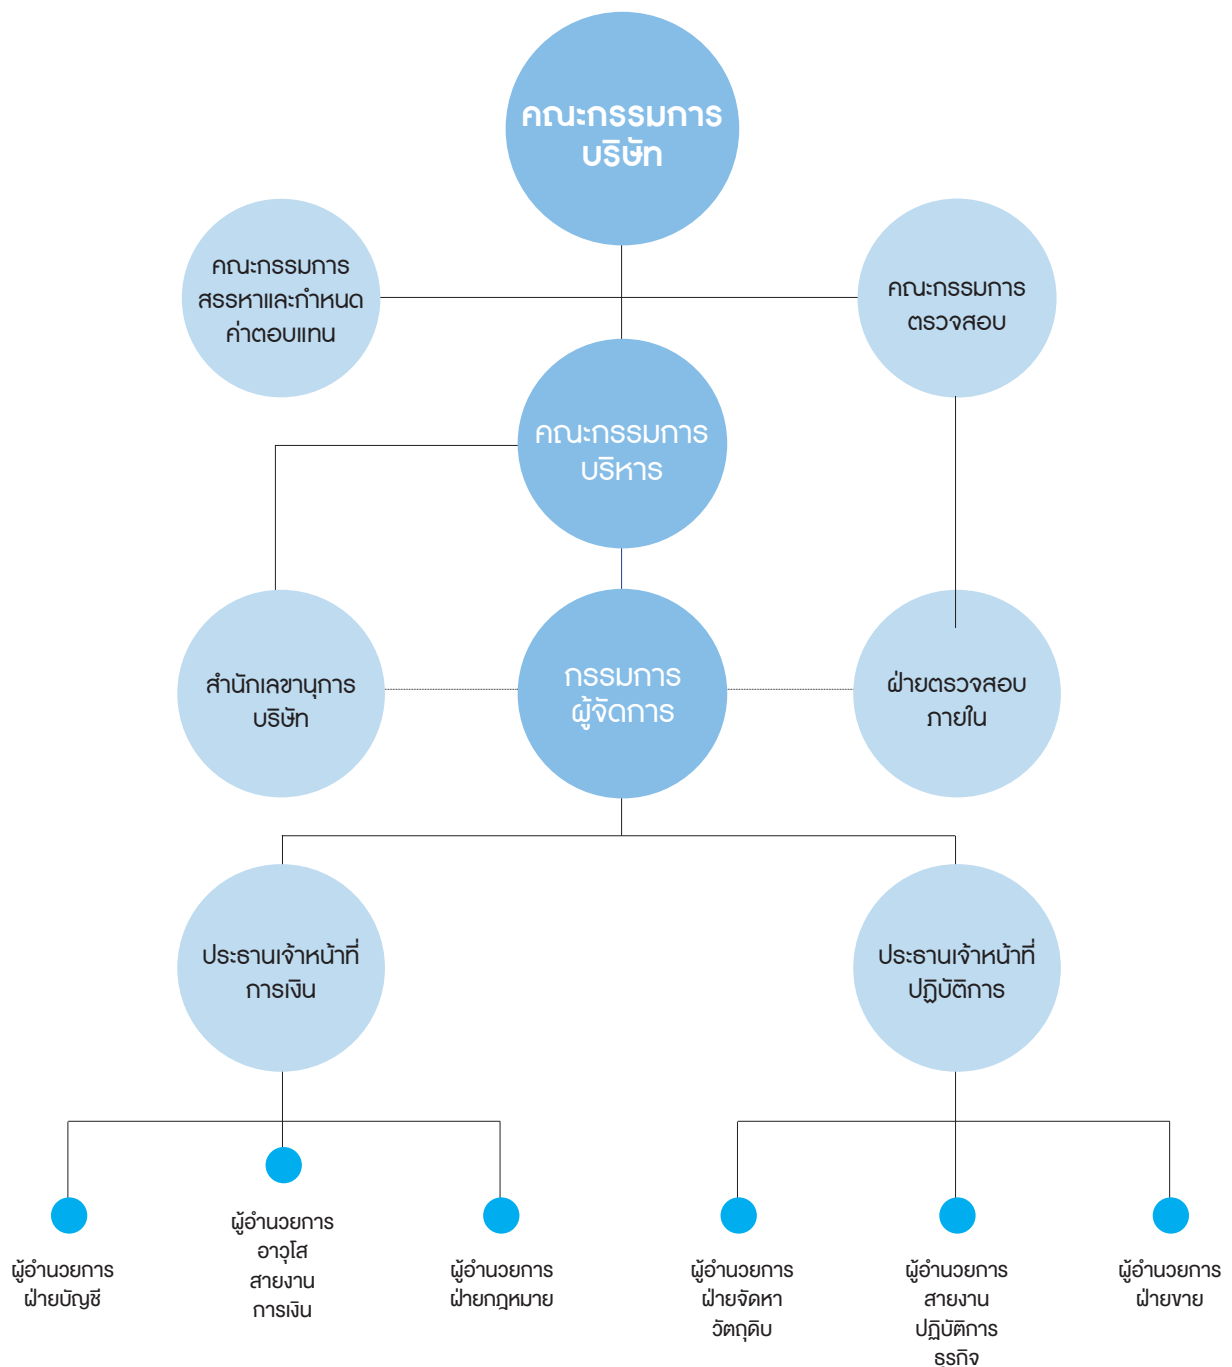 คณะกรรมการ
บริษัท
คณะกรรมการ
สรรหาและกำหนด
ค่าตอบแทน
คณะกรรมการ
ตรวจสอบ
คณะกรรมการ
บริหาร
สำนักเลขานุการ
บริษัท
กรรมการ
ผู้จัดการ
ฝ่ายตรวจสอบ
ภายใน
ประธานเจ้าหน้าที่
การเงิน
ประธานเจ้าหน้าที่
ปฏิบัติการ
ผู้อำนวยการ
ฝ่ายบัญชี
ผู้อำนวยการ
อาวุโส
สายงาน
การเงิน
ผู้อำนวยการ
ฝ่ายกฎหมาย
ผู้อำนวยการ
ฝ่ายจัดหา
วัตถุดิบ
ผู้อำนวยการ
สายงาน
ปฏิบัติการ
ธุรกิจ
ผู้อำนวยการ
ฝ่ายขาย